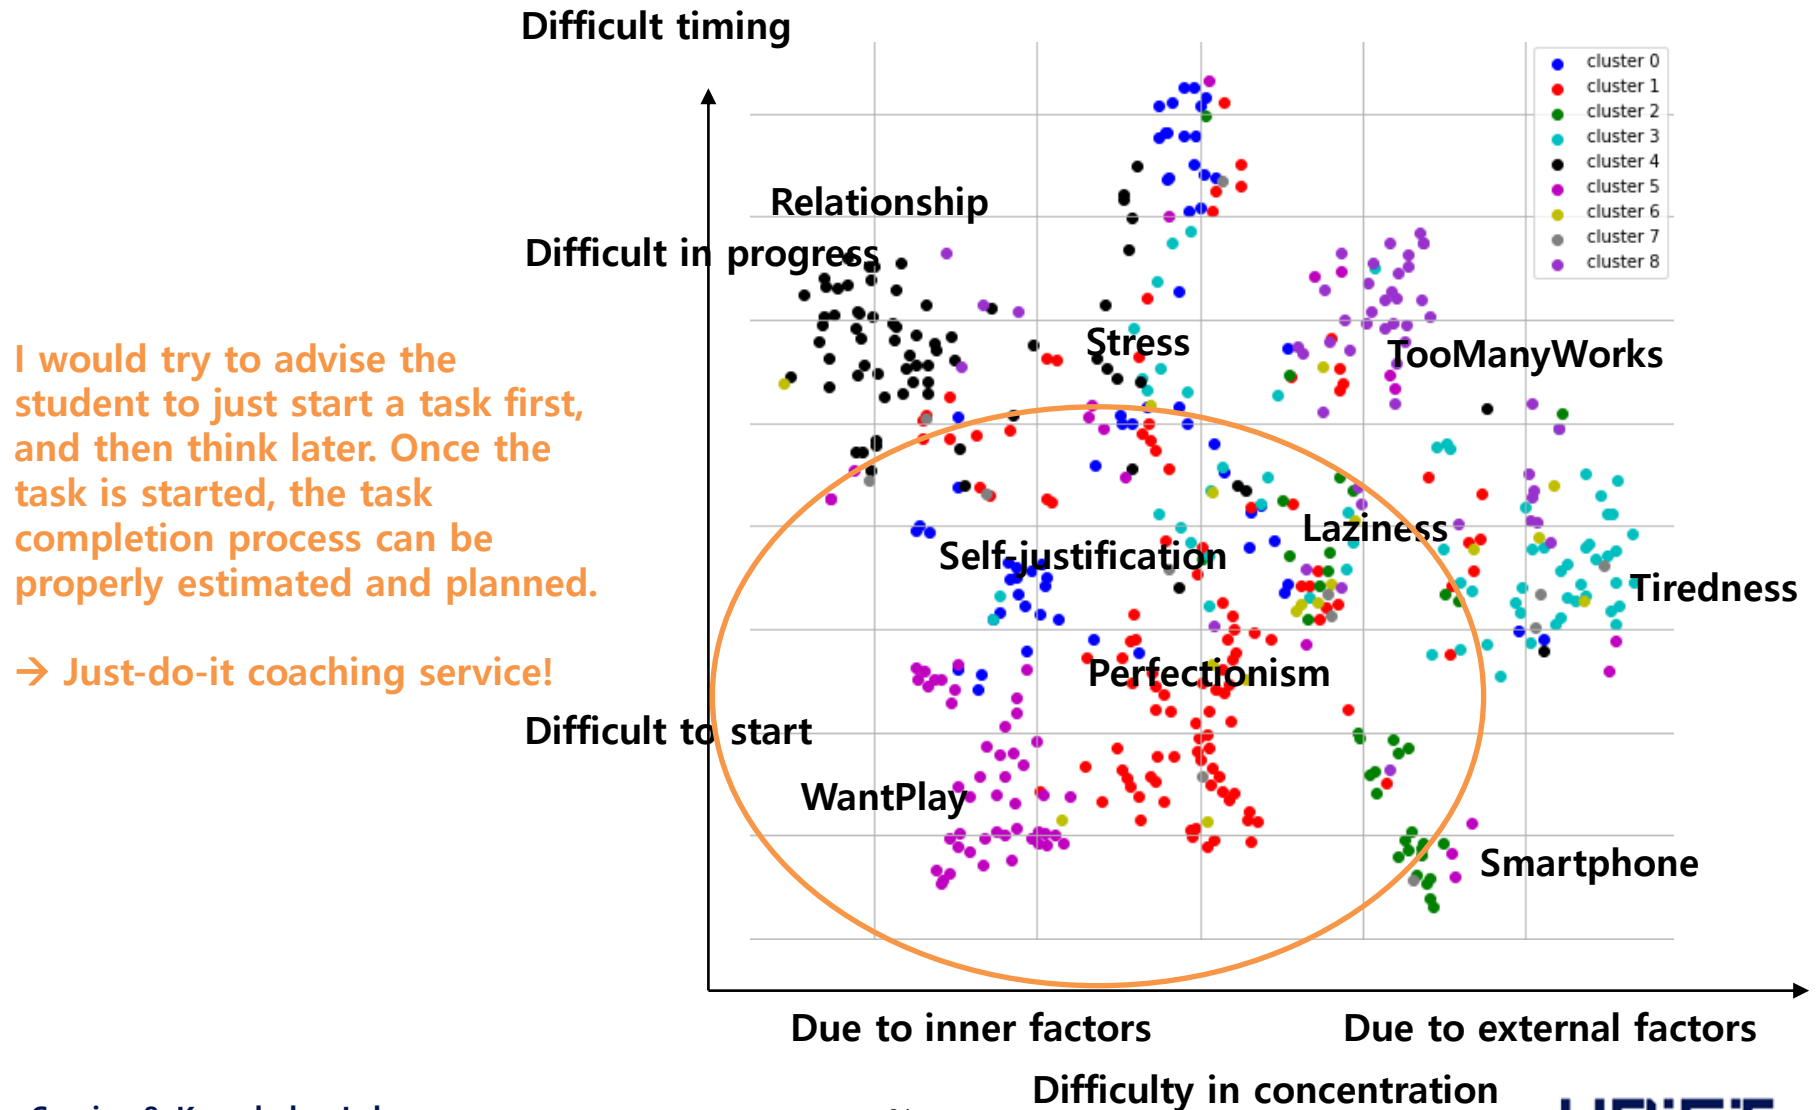 Difficult timing
cluster 0
cluster 1
cluster 2
cluster 3
cluster 4
cluster 5
cluster 6
cluster 7
cluster 8
Relationship
Difficult in progress
Stress
TooManyWorks
I would try to advise the
student to just start a task first,
and then think later. Once the
task is started, the task
completion process can be
properly estimated and planned.
→ Just-do-it coaching service!
Laziness
Self-justification
Tiredness
Perfectionism
Difficult to start
WantPlay
Smartphone
Due to inner factors
Due to external factors
Difficulty in concentration